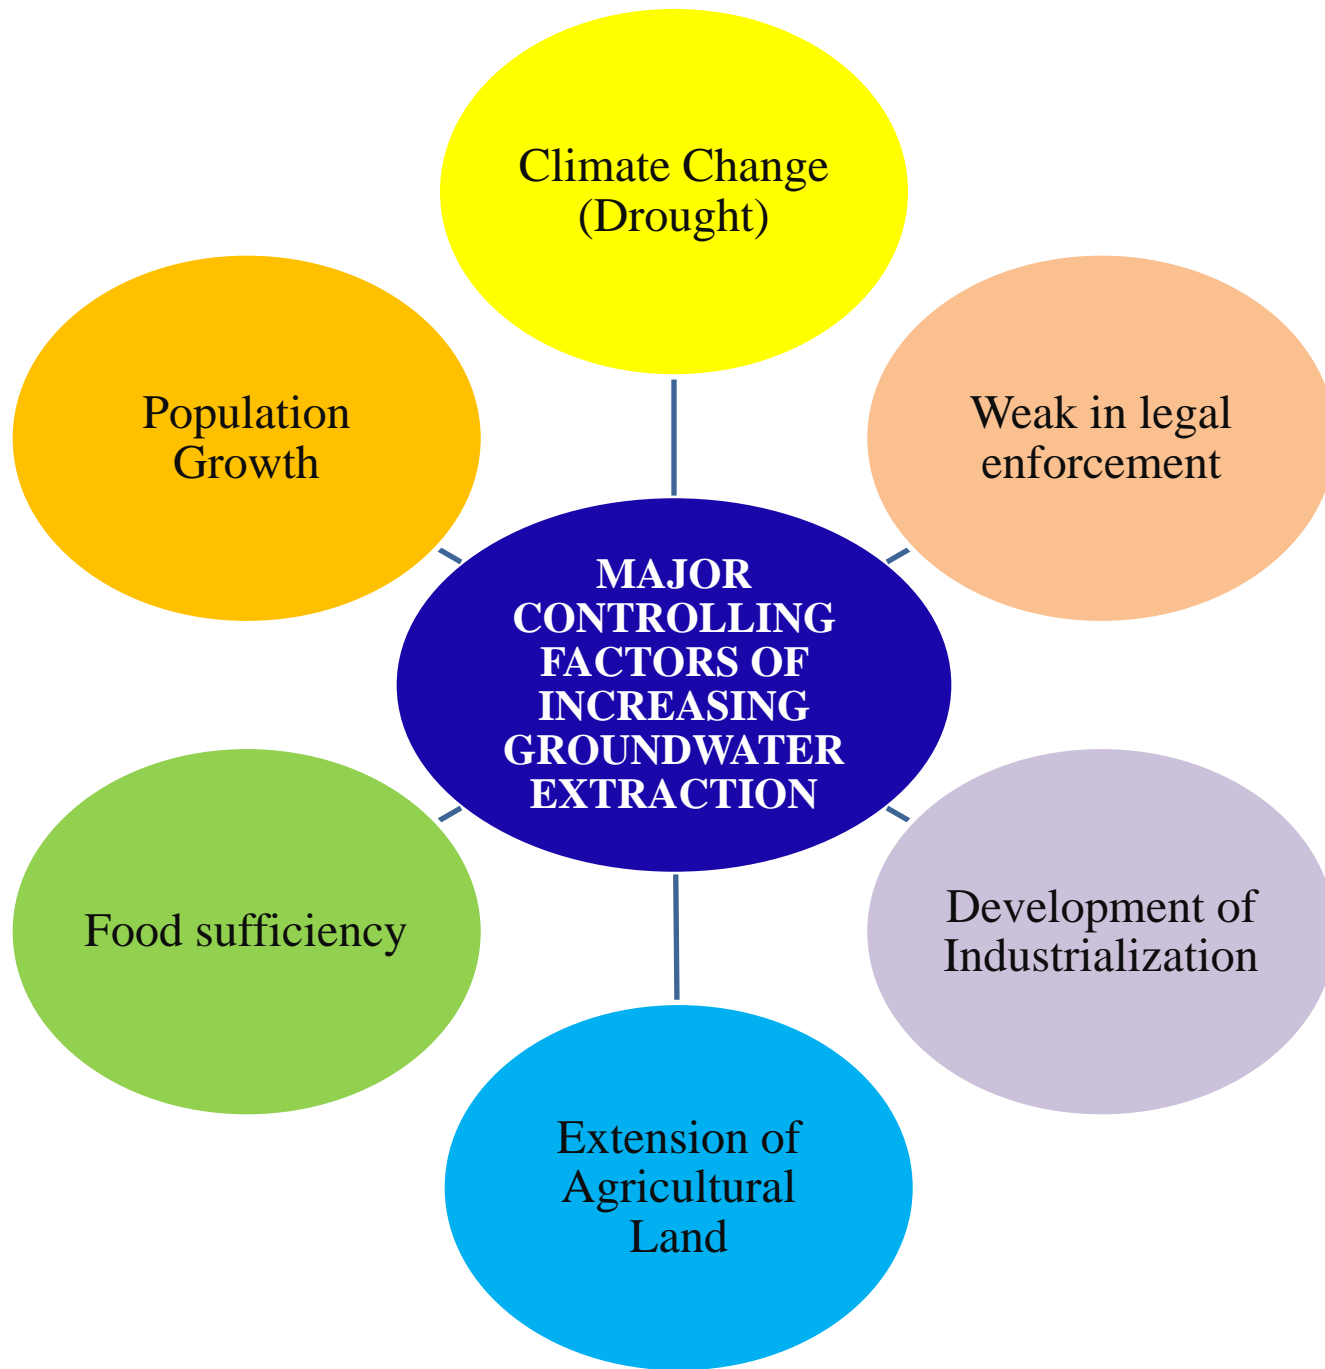 Climate Change
(Drought)
Population
Growth
Weak in legal
enforcement
MAJOR
CONTROLLING
FACTORS OF
INCREASING
GROUNDWATER
EXTRACTION
Food sufficiency
Development of
Industrialization
Extension of
Agricultural
Land